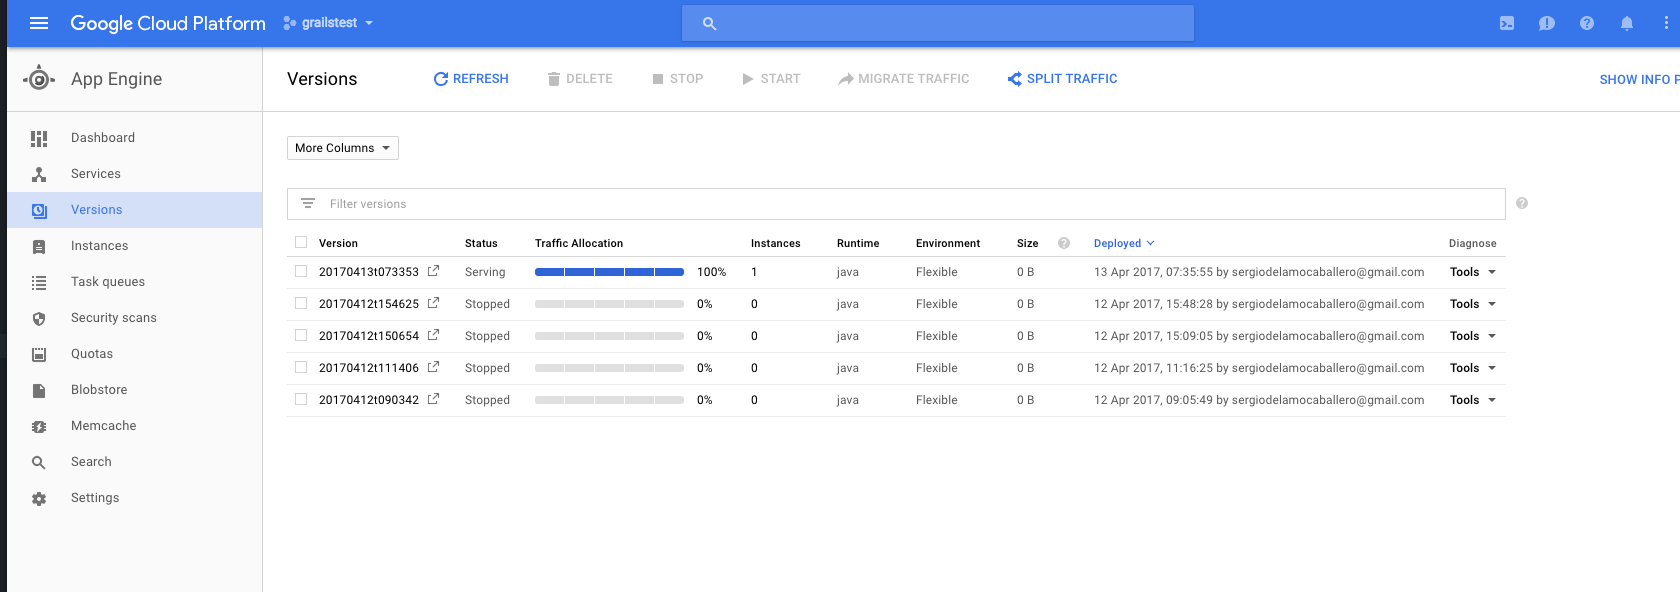 Google Cloud Platform grailstest
App Engine
Versions REFRESH DELETE STOP START MIGRATE TRAFFIC SPLIT TRAFFIC SHOW INFO P
Dashboard
Services
Versions
Instances
Task queues
Security scans
Quotas
Blobstore
Memcache
Search
Settings
More Columns
Filter versions
Version Status Traffic Allocation Instances Runtime Environment Size Deployed Diagnose
20170413t073353 Serving 100% 1 java Flexible 0 B 13 Apr 2017, 07:35:55 by sergiodelamocaballero@gmail.com Tools
20170412t154625 Stopped 0% 0 java Flexible 0 B 12 Apr 2017, 15:48:28 by sergiodelamocaballero@gmail.com Tools
20170412t150654 Stopped 0% 0 java Flexible 0 B 12 Apr 2017, 15:09:05 by sergiodelamocaballero@gmail.com Tools
20170412t111406 Stopped 0% 0 java Flexible 0 B 12 Apr 2017, 11:16:25 by sergiodelamocaballero@gmail.com Tools
20170412t090342 Stopped 0% 0 java Flexible 0 B 12 Apr 2017, 09:05:49 by sergiodelamocaballero@gmail.com Tools